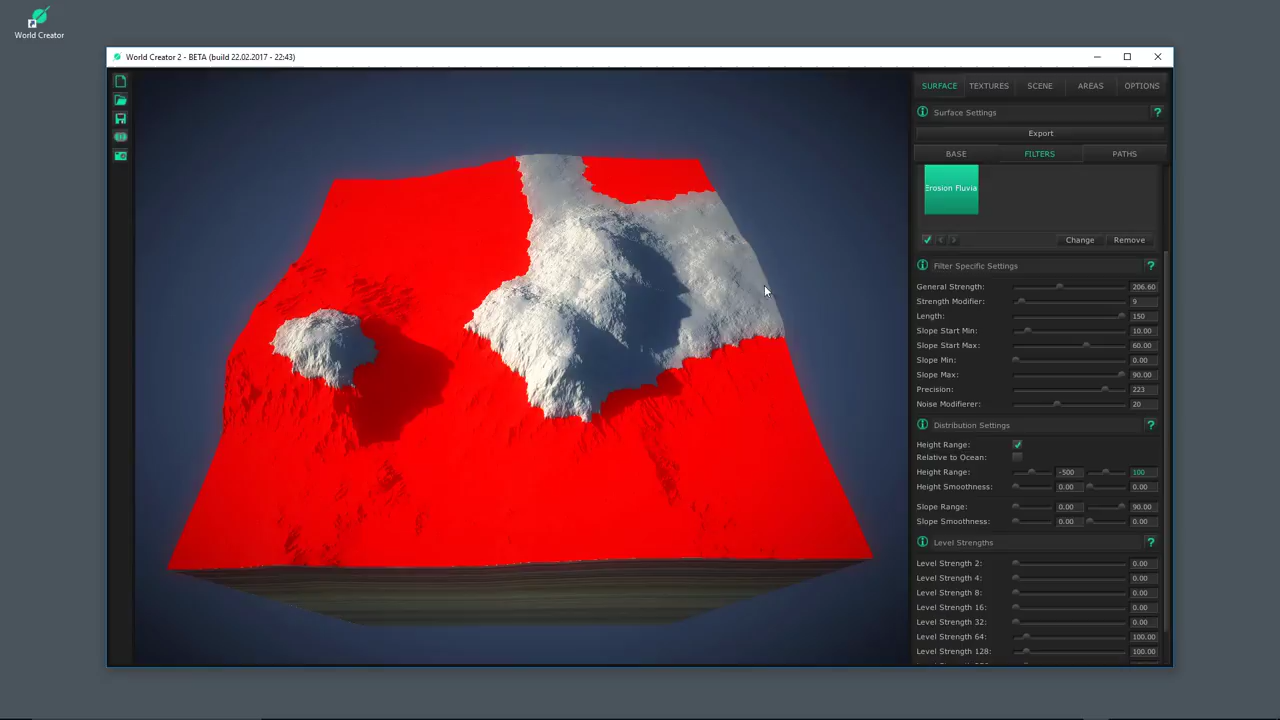 World Creator
World Creator 2 - BETA (build 22.02.2017 - 22:43)
SURFACE TEXTURES SCENE AREAS OPTIONS
Surface Settings ?
Export
BASE FILTERS PATHS
Erosion Fluvia
Change Remove
Filter Specific Settings ?
General Strength: 206.60
Strength Modifier: 9
Length: 150
Slope Start Min: 10.00
Slope Start Max: 60.00
Slope Min: 0.00
Slope Max: 90.00
Precision: 223
Noise Modifierer: 20
Distribution Settings ?
Height Range:
Relative to Ocean:
Height Range: -500 100
Height Smoothness: 0.00 0.00
Slope Range: 0.00 90.00
Slope Smoothness: 0.00 0.00
Level Strengths ?
Level Strength 2: 0.00
Level Strength 4: 0.00
Level Strength 8: 0.00
Level Strength 16: 0.00
Level Strength 32: 0.00
Level Strength 64: 100.00
Level Strength 128: 100.00